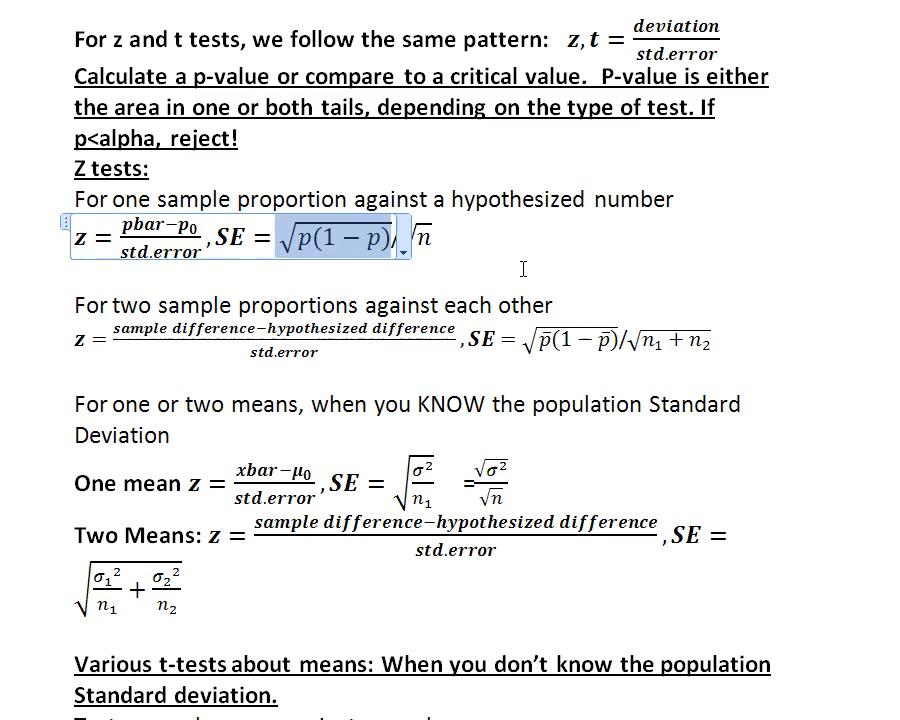 For z and t tests, we follow the same pattern: z, t = deviation / std.error
Calculate a p-value or compare to a critical value. P-value is either
the area in one or both tails, depending on the type of test. If
p<alpha, reject!
Z tests:
For one sample proportion against a hypothesized number
z = pbar−p₀ / std.error , SE = √p(1 − p)/√n
For two sample proportions against each other
z = sample difference−hypothesized difference / std.error , SE = √p̄(1 − p̄)/√n₁ + n₂
For one or two means, when you KNOW the population Standard
Deviation
One mean z = xbar−μ₀ / std.error , SE = √σ²/n₁ = √σ²/√n
Two Means: z = sample difference−hypothesized difference / std.error , SE =
√σ₁²/n₁ + σ₂²/n₂
Various t-tests about means: When you don't know the population
Standard deviation.